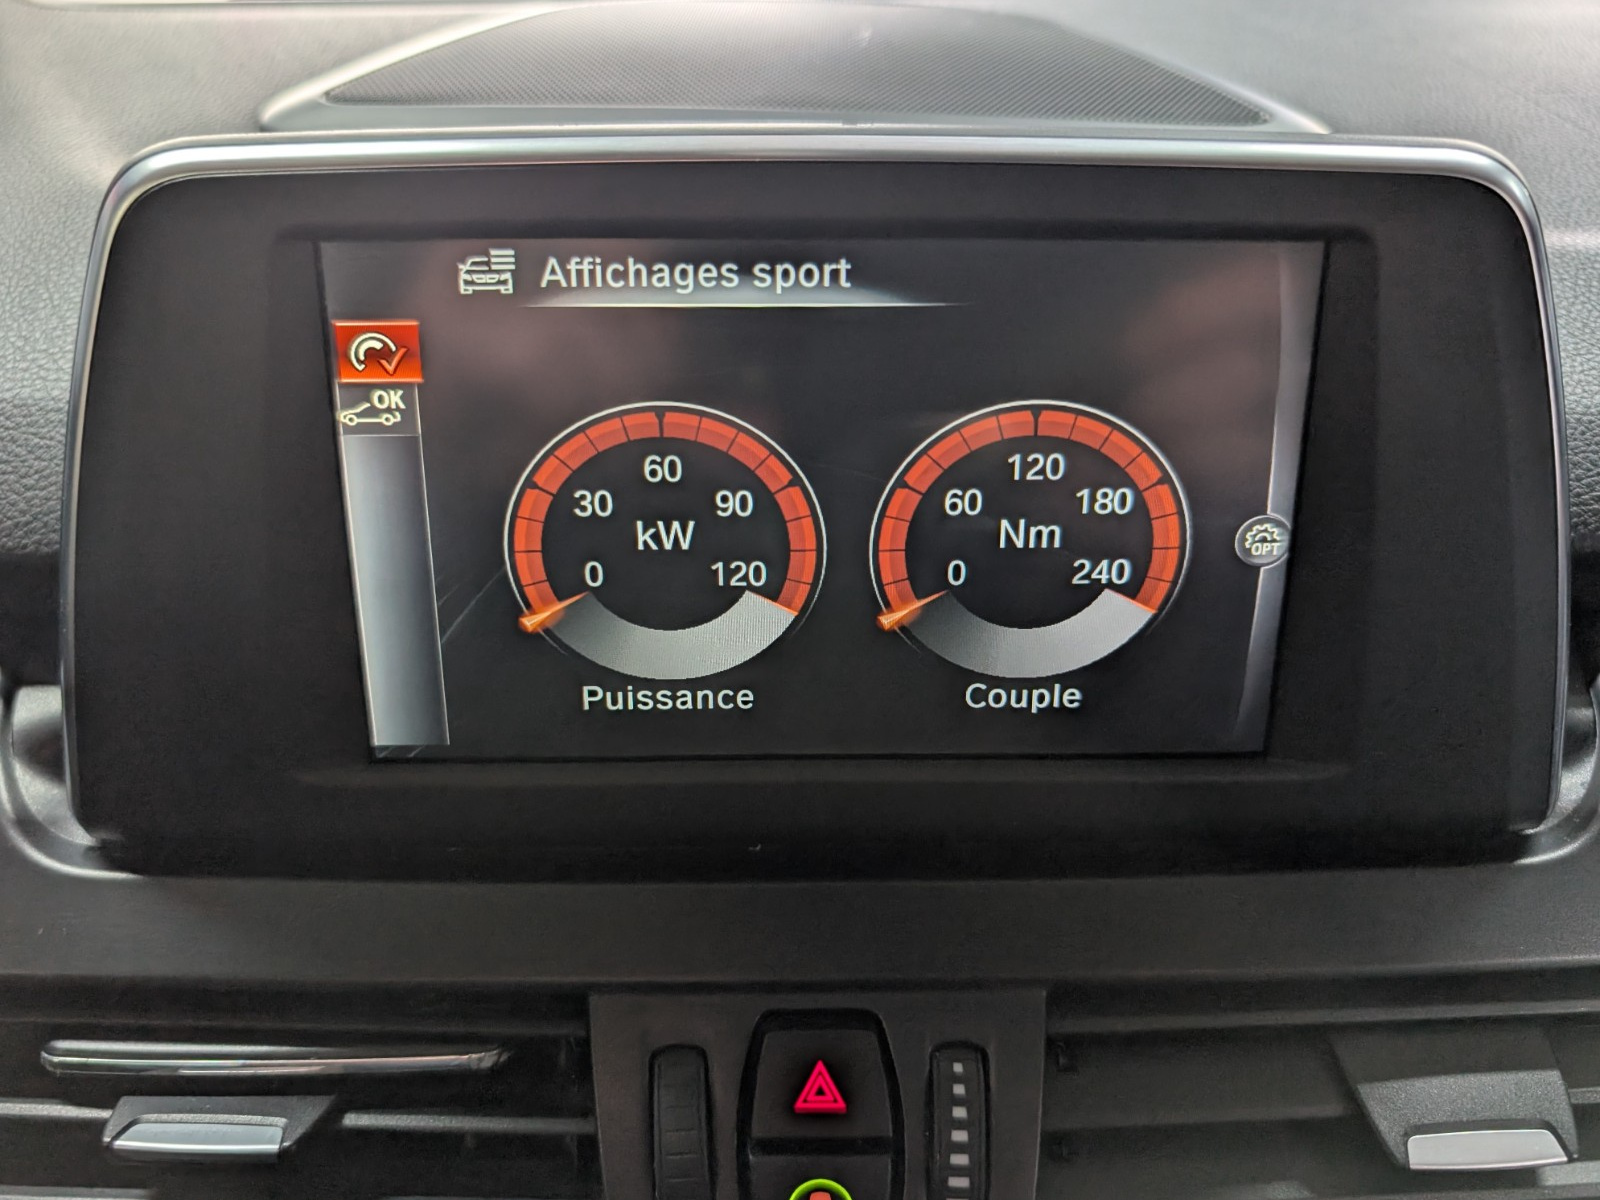 Affichages sport
OK
60
30
90
kW
0
120
Puissance
120
60
180
Nm
0
240
Couple
OPT